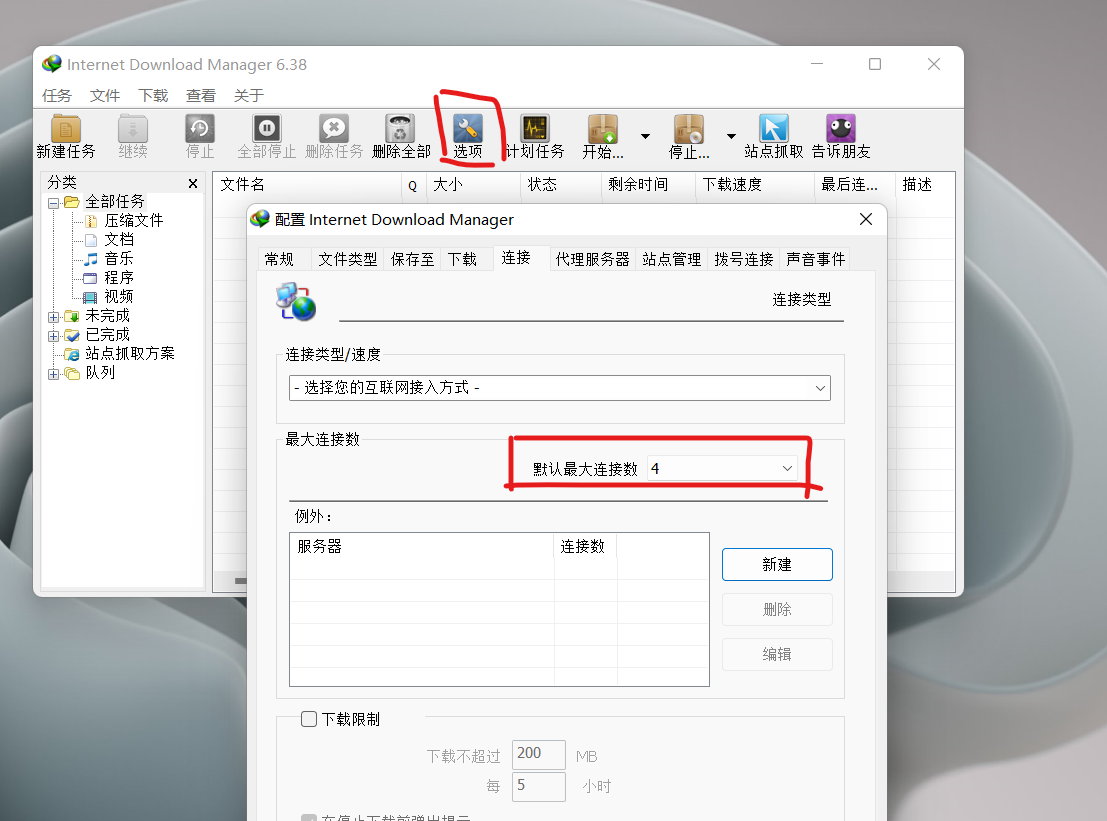 Internet Download Manager 6.38
任务 文件 下载 查看 关于
新建任务 继续 停止 全部停止 删除任务 删除全部 选项 计划任务 开始... 停止... 站点抓取 告诉朋友
分类
全部任务
压缩文件
文档
音乐
程序
视频
未完成
已完成
站点抓取方案
队列
文件名 Q 大小 状态 剩余时间 下载速度 最后连... 描述
配置 Internet Download Manager
常规 文件类型 保存至 下载 连接 代理服务器 站点管理 拨号连接 声音事件
连接类型
连接类型/速度
- 选择您的互联网接入方式 -
最大连接数
默认最大连接数 4
例外：
服务器 连接数
新建
删除
编辑
下载限制
下载不超过 200 MB
每 5 小时
在停止下载前弹出提示